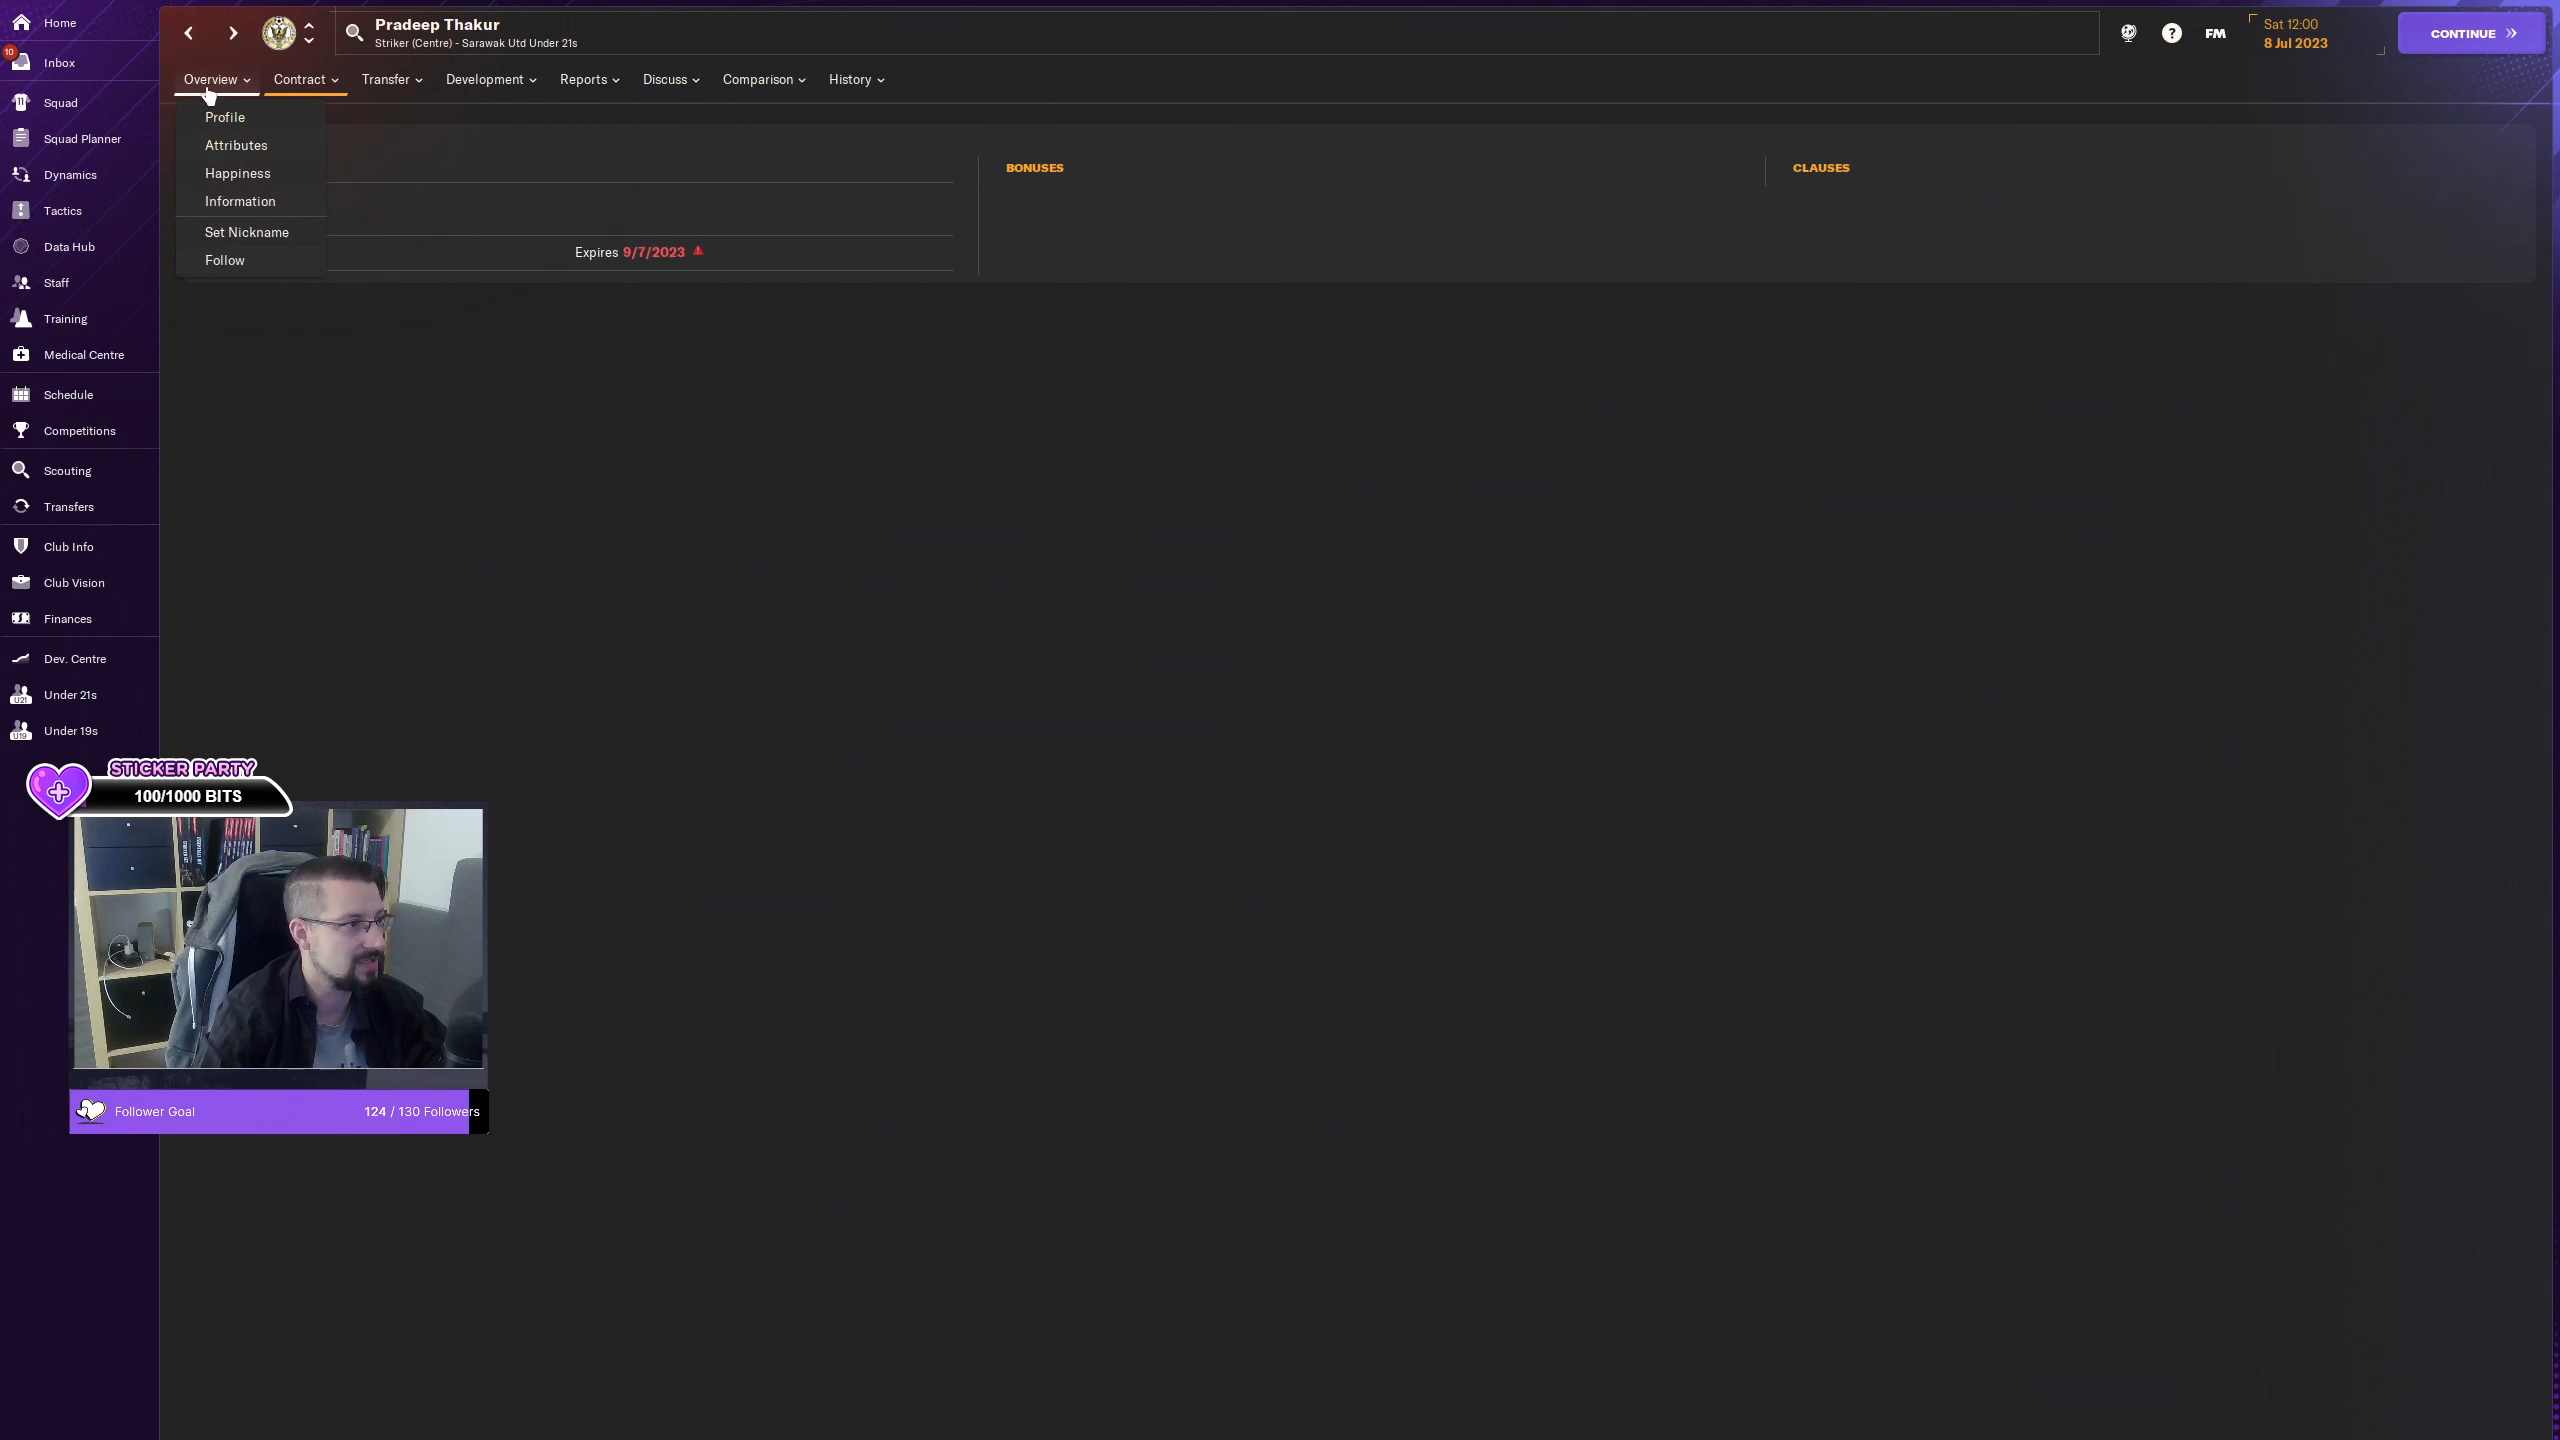 Home
10
Inbox
Squad
Squad Planner
Dynamics
Tactics
Data Hub
Staff
Training
Medical Centre
Schedule
Competitions
Scouting
Transfers
Club Info
Club Vision
Finances
Dev. Centre
U21
Under 21s
U19
Under 19s
Pradeep Thakur
Striker (Centre) - Sarawak Utd Under 21s
FM
Sat 12:00
8 Jul 2023
CONTINUE
Overview
Contract
Transfer
Development
Reports
Discuss
Comparison
History
Profile
Attributes
Happiness
Information
Set Nickname
Follow
Expires 9/7/2023
BONUSES
CLAUSES
STICKER PARTY
100/1000 BITS
Follower Goal
124 / 130 Followers